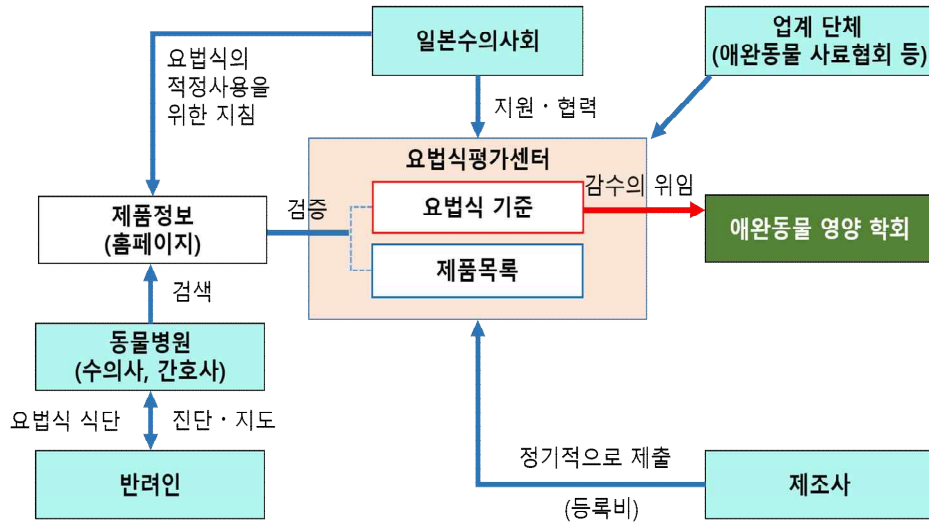 일본수의사회
업계 단체
(애완동물 사료협회 등)
요법식의
적정사용을
위한 지침
지원・협력
요법식평가센터
감수의 위임
제품정보
(홈페이지)
검증
요법식 기준
애완동물 영양 학회
제품목록
검색
동물병원
(수의사, 간호사)
요법식 식단
진단・지도
정기적으로 제출
반려인
제조사
(등록비)